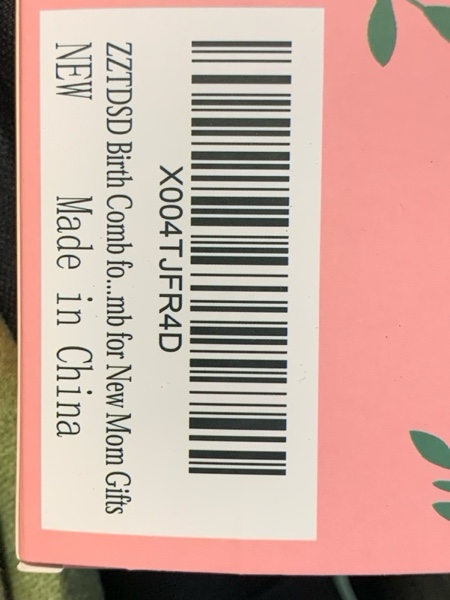 X004TJFR4D
ZZTDSD Birth Comb fo...mb for New Mom Gifts
NEW Made in China